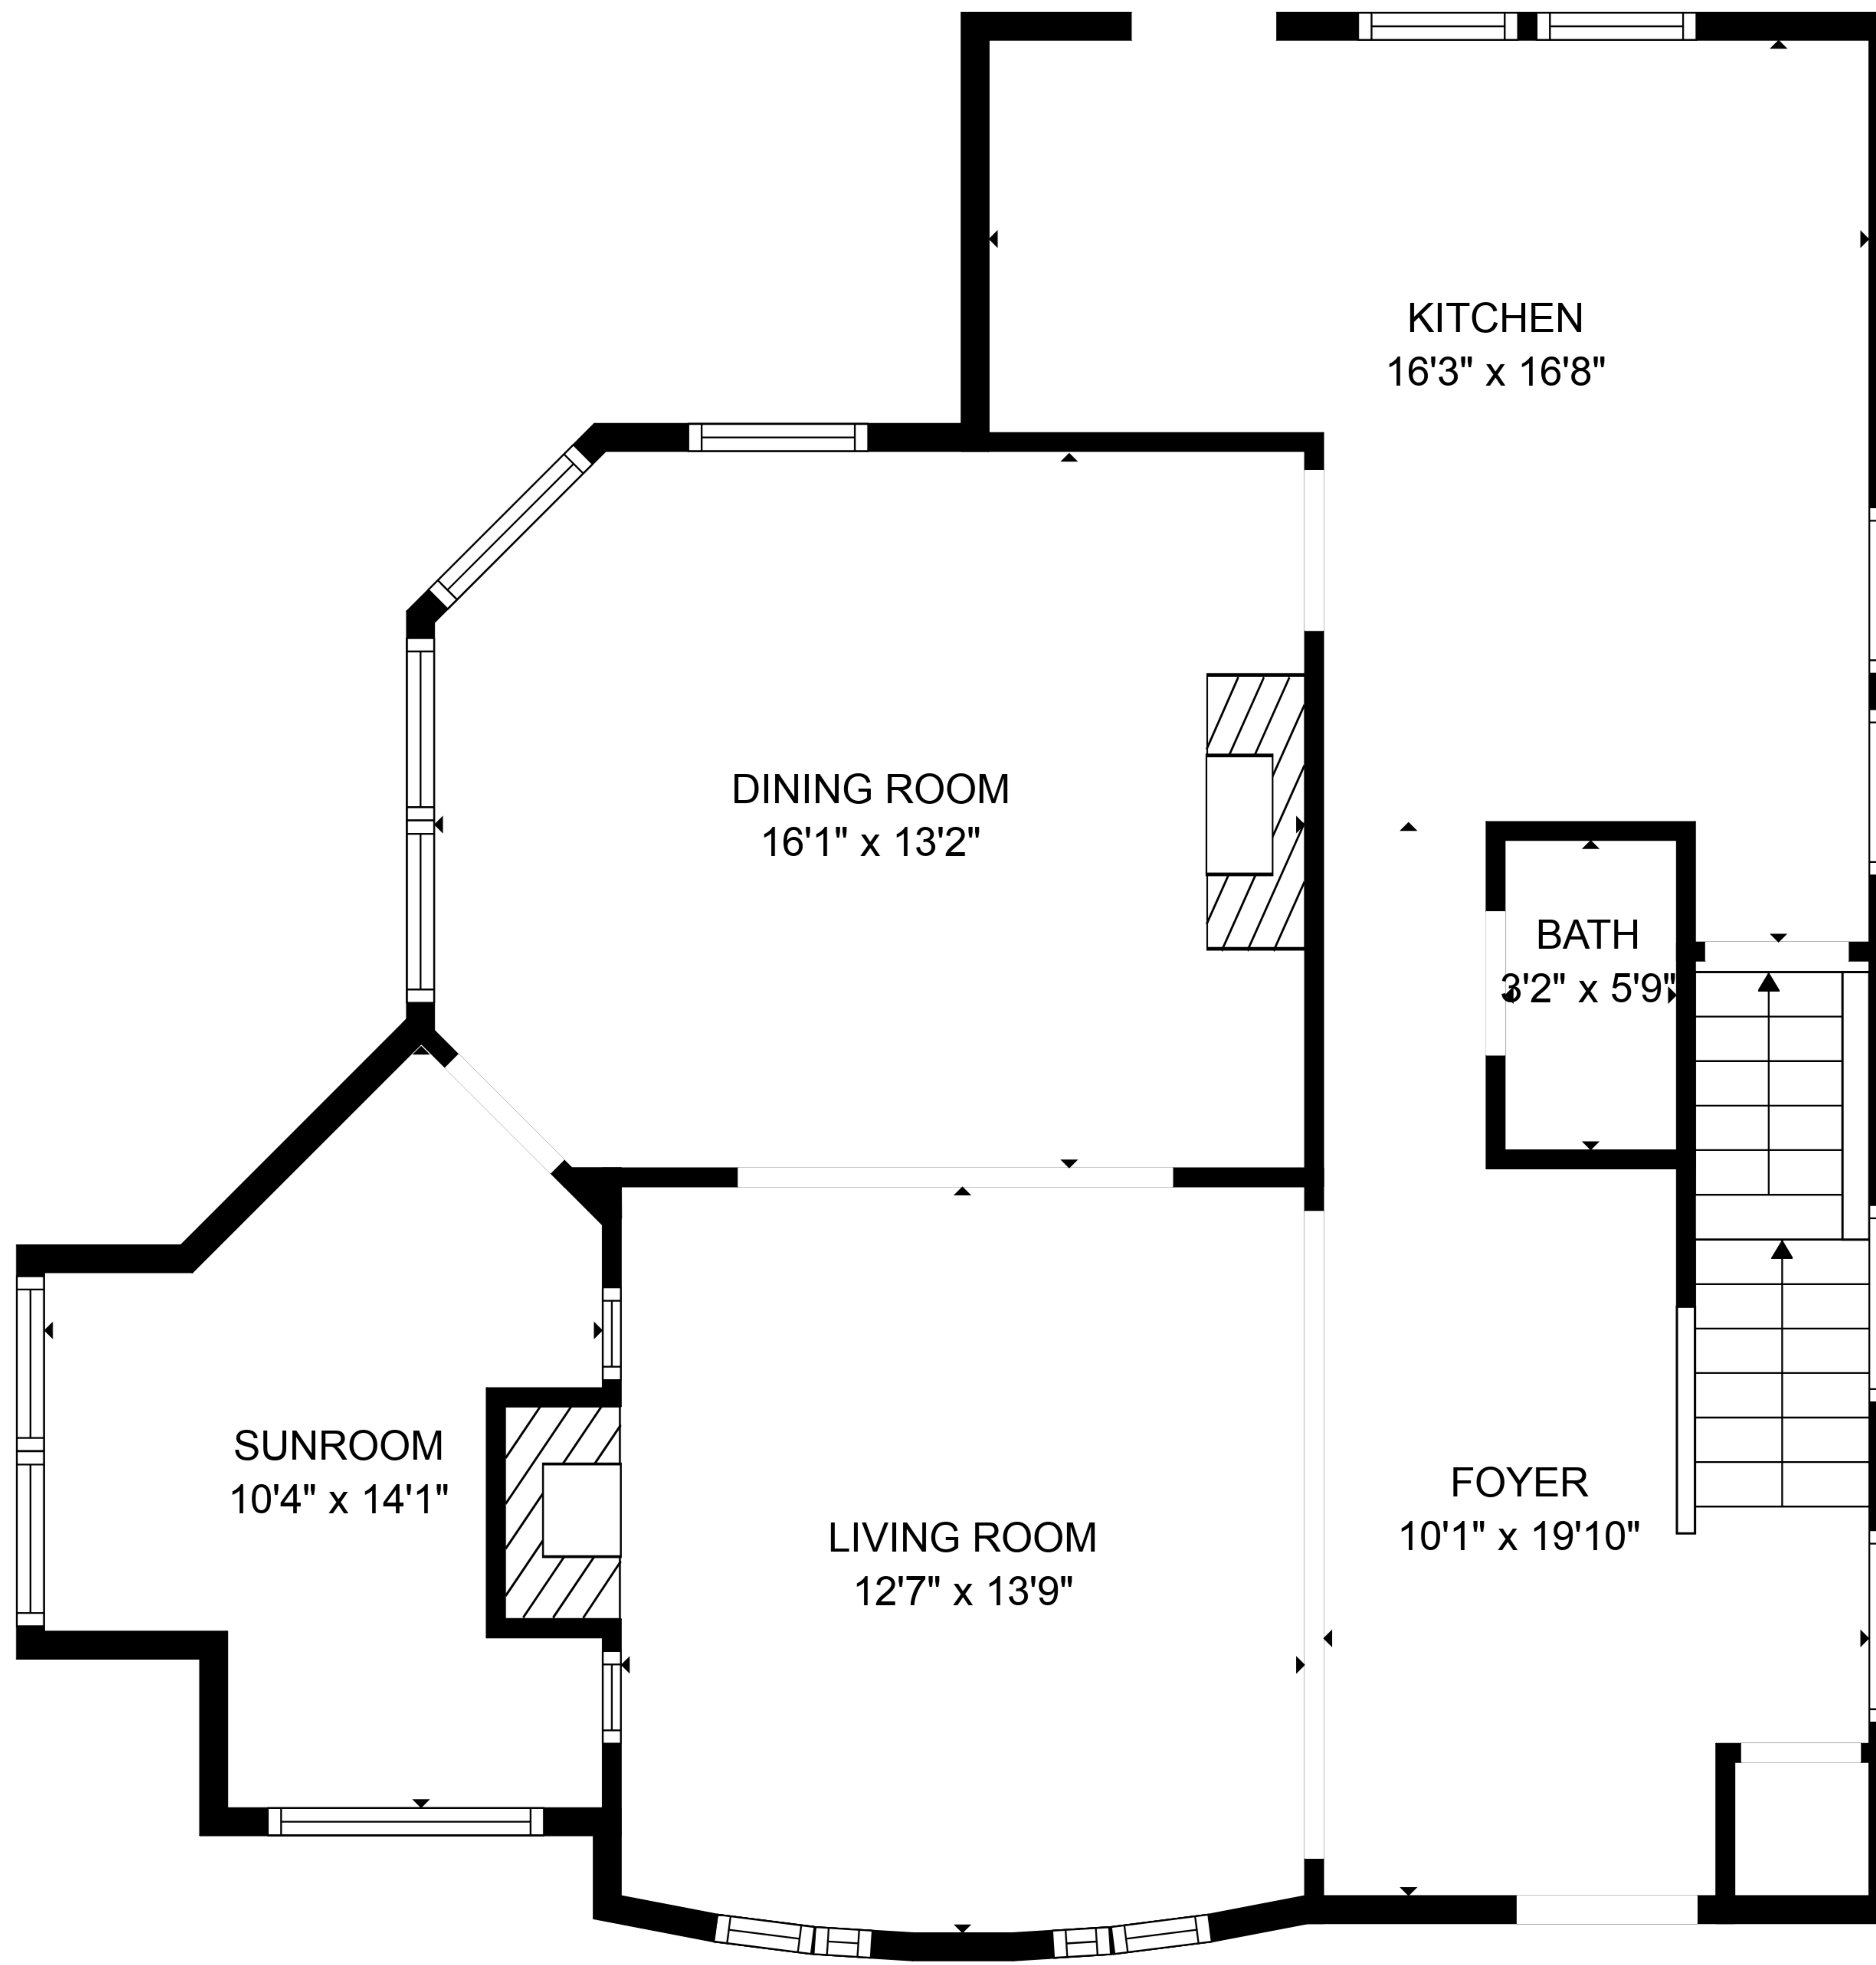 KITCHEN
16'3" x 16'8"
DINING ROOM
16'1" x 13'2"
BATH
3'2" x 5'9"
SUNROOM
10'4" x 14'1"
LIVING ROOM
12'7" x 13'9"
FOYER
10'1" x 19'10"